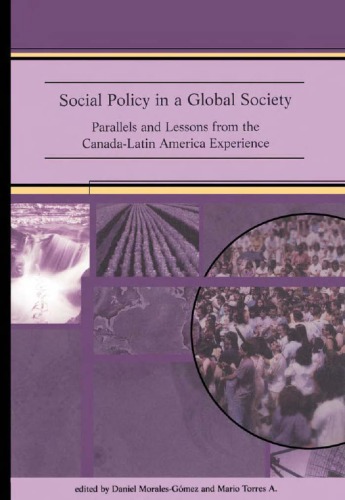 Social Policy in a Global Society
Parallels and Lessons from the
Canada-Latin America Experience
edited by Daniel Morales-Gómez and Mario Torres A.